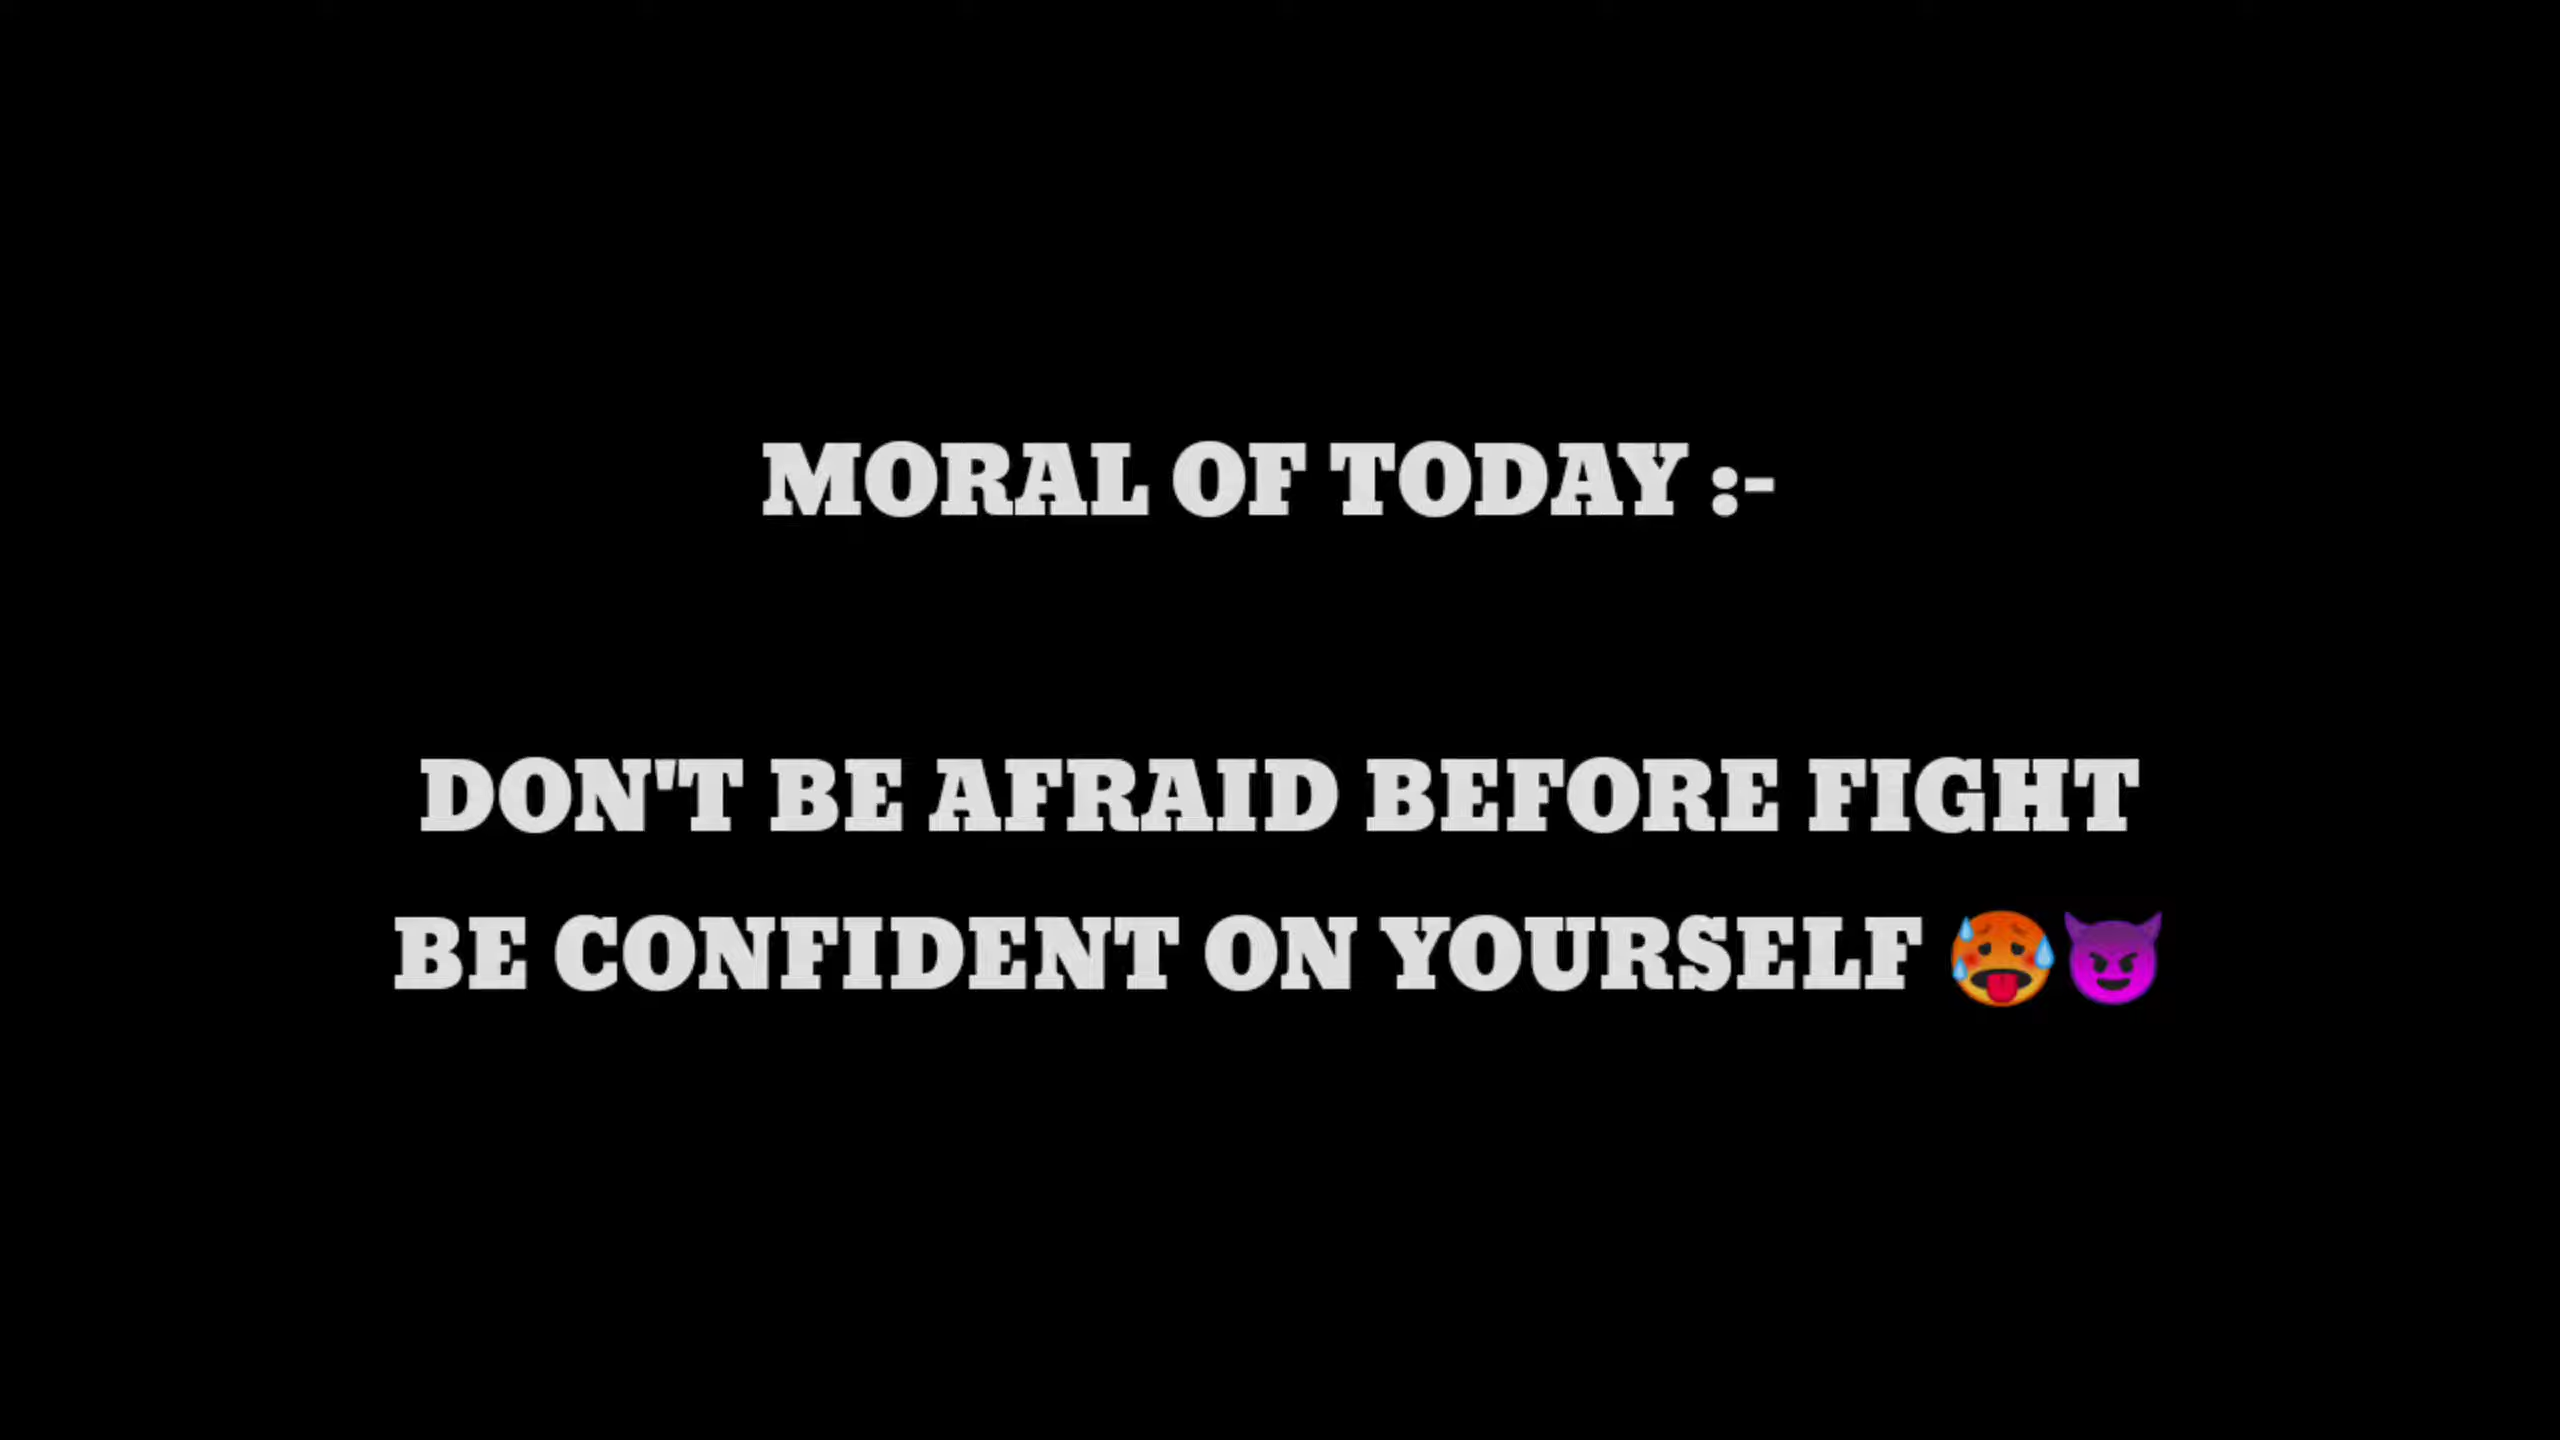 MORAL OF TODAY :-
DON'T BE AFRAID BEFORE FIGHT
BE CONFIDENT ON YOURSELF 🥵😈